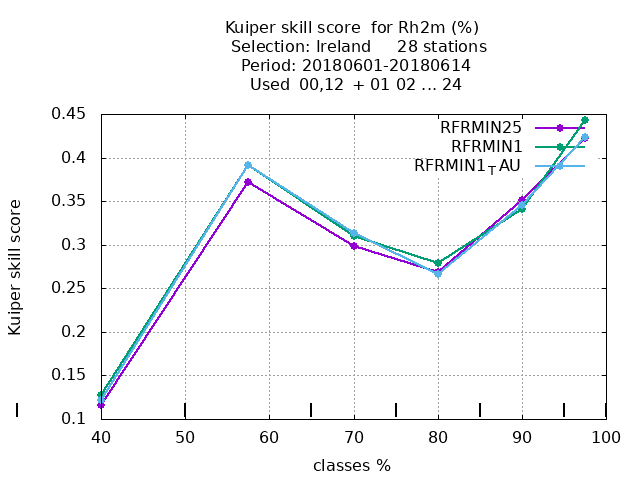 Kuiper skill score for Rh2m (%)
Selection: Ireland 28 stations
Period: 20180601-20180614
Used 00,12 + 01 02 ... 24
RFRMIN25
RFRMIN1
RFRMIN1TAU
Kuiper skill score
0.45
0.4
0.35
0.3
0.25
0.2
0.15
0.1
40 50 60 70 80 90 100
classes %